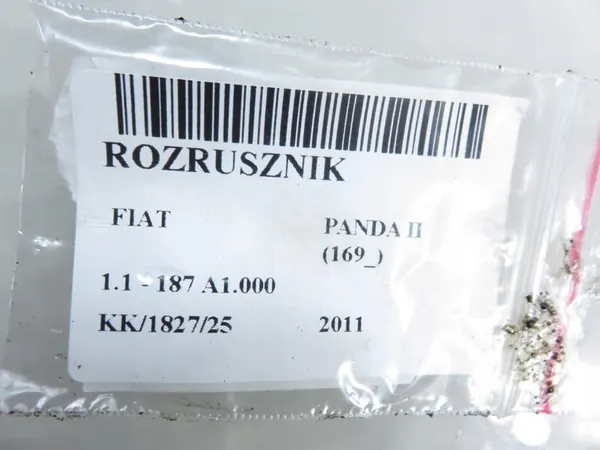 ROZRUSZNIK
FIAT PANDA II
(169_)
1.1 - 187 A1.000
KK/1827/25 2011